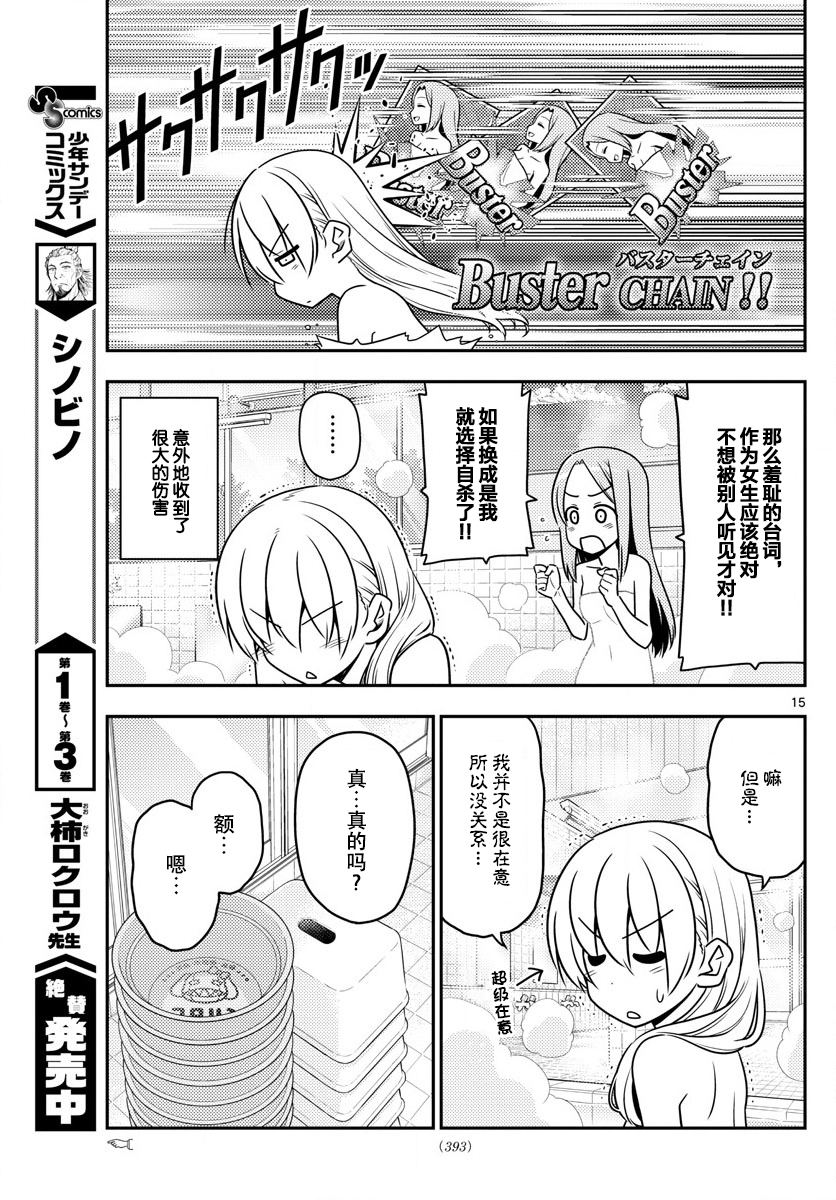 サクサクサクッ
Buster
Buster
Buster
バスターチェイン
Buster CHAIN!!
那么羞耻的台词,
作为女生应该绝对
不想被别人听见才对!!
如果换成是我
就选择自杀了!!
……
意外地收到了
很大的伤害
15
嘛
但是…
我并不是很在意
所以没关系…
超级在意
真…真的吗?
额…
嗯…
(393)
SS comics
少年サンデー
コミックス
シノビノ
第1巻~第3巻
大柿ロクロウ先生
おお がき
絶賛
発売中